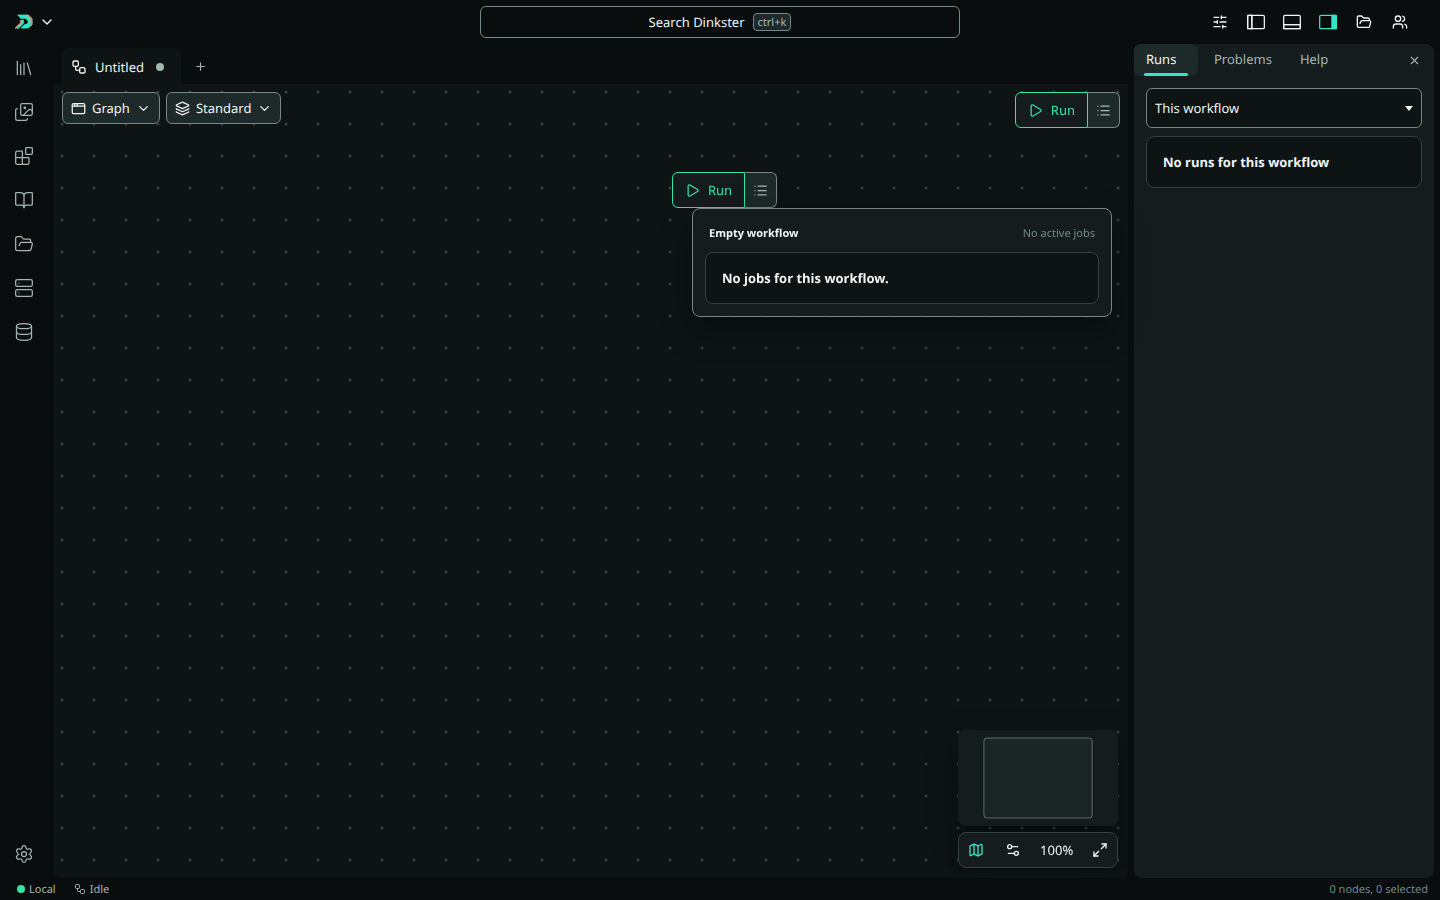 Search Dinkster ctrl+k
Untitled
Runs Problems Help
Graph Standard
Run
This workflow
No runs for this workflow
Run
Empty workflow No active jobs
No jobs for this workflow.
100%
Local Idle
0 nodes, 0 selected